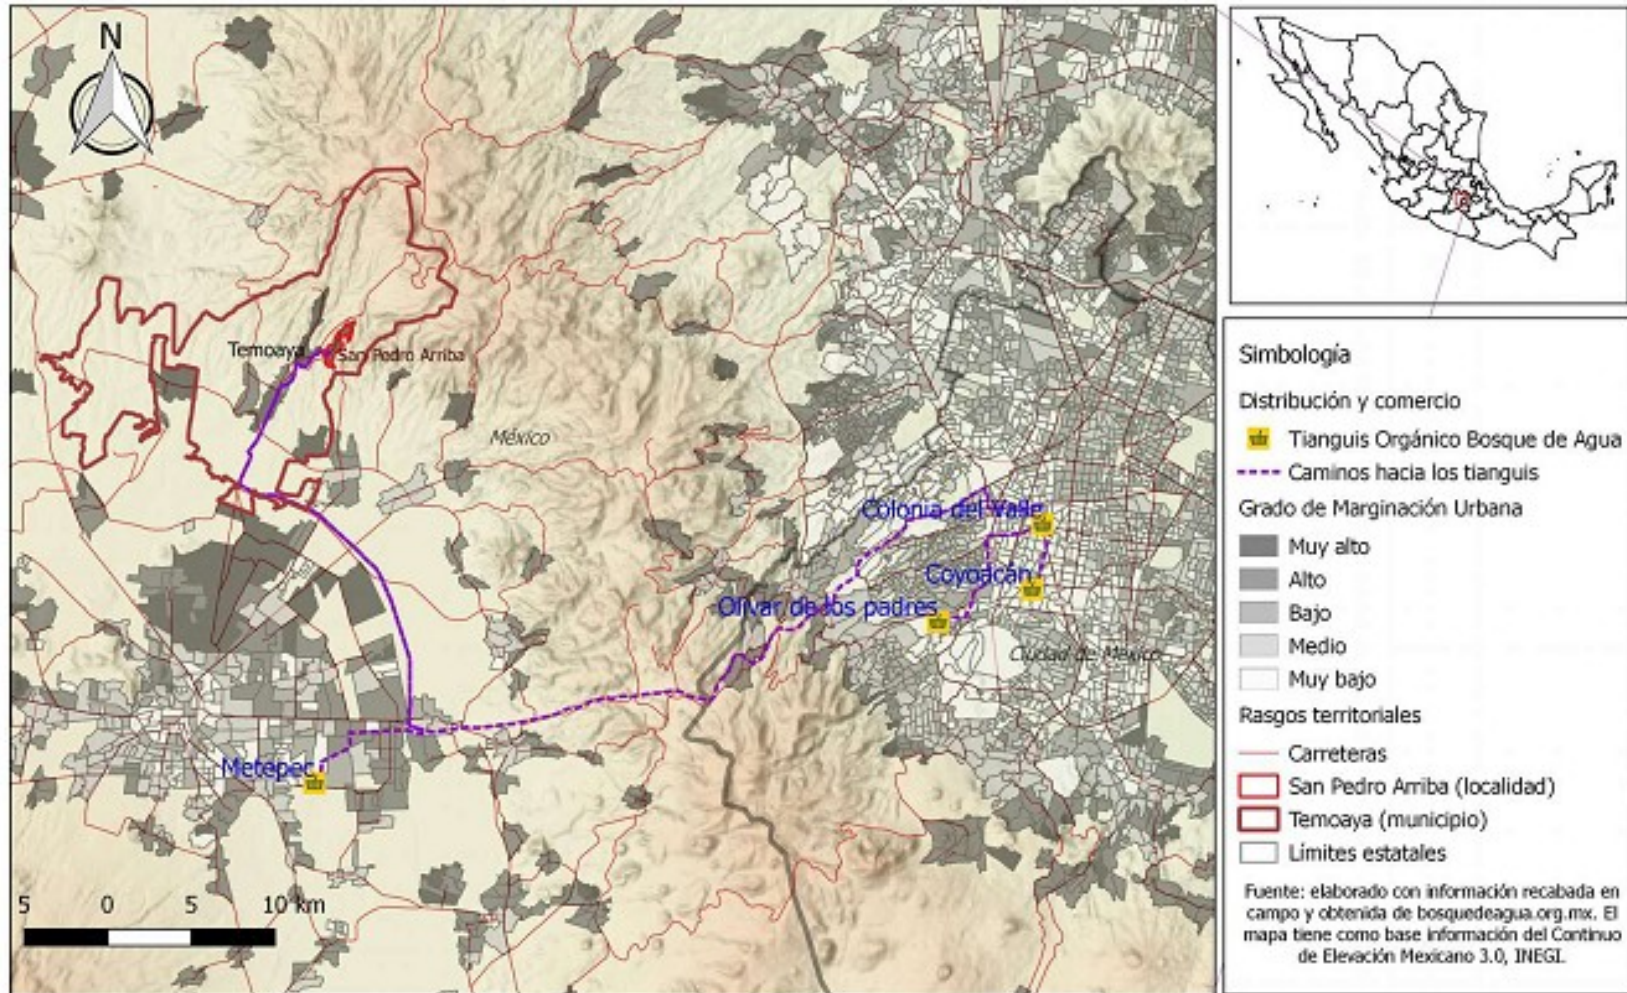 N
Temoaya
San Pedro Arriba
México
Colonia del Valle
Coyoacán
Olivar de los padres
Ciudad de México
Metepec
5 0 5 10 km
Simbología
Distribución y comercio
Tianguis Orgánico Bosque de Agua
Caminos hacia los tianguis
Grado de Marginación Urbana
Muy alto
Alto
Bajo
Medio
Muy bajo
Rasgos territoriales
Carreteras
San Pedro Arriba (localidad)
Temoaya (municipio)
Límites estatales
Fuente: elaborado con información recabada en
campo y obtenida de bosquedeagua.org.mx. El
mapa tiene como base información del Continuo
de Elevación Mexicano 3.0, INEGI.